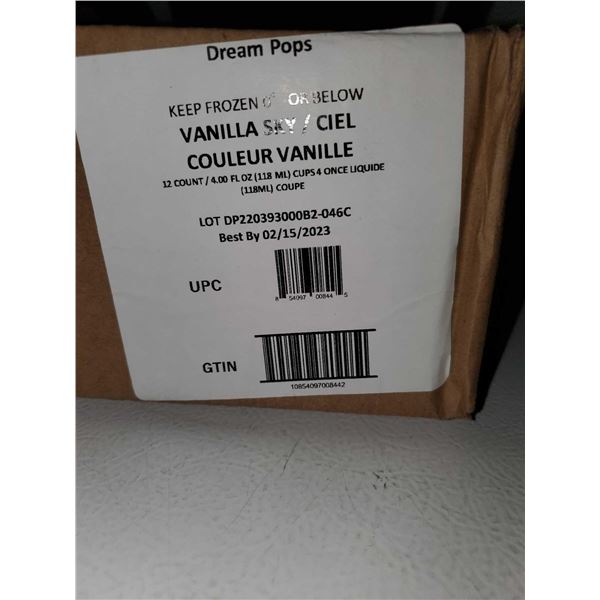 Dream Pops
KEEP FROZEN 0° OR BELOW
VANILLA SKY / CIEL
COULEUR VANILLE
12 COUNT / 4.00 FL OZ (118 ML) CUPS 4 ONCE LIQUIDE
(118ML) COUPE
LOT DP220393000B2-046C
Best By 02/15/2023
UPC
8 54097 00844 5
GTIN
10854097008442